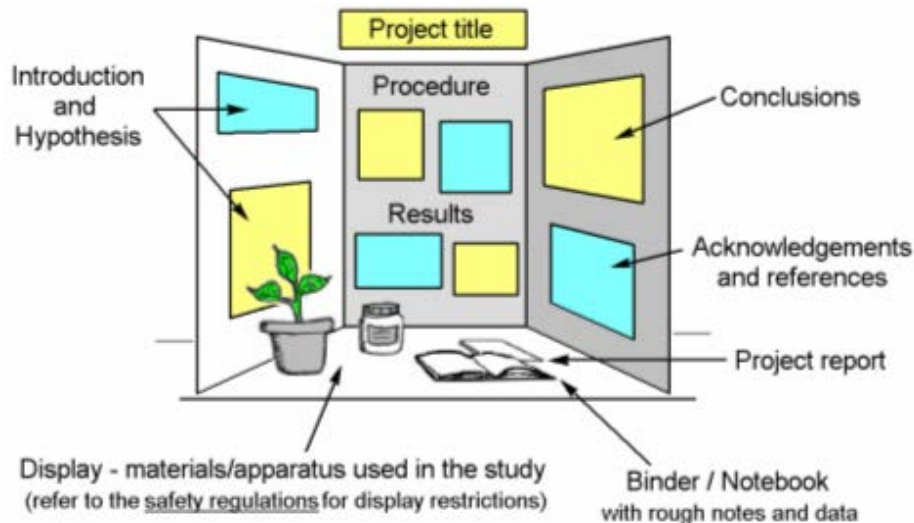 Project title
Introduction
and
Hypothesis
Procedure
Results
Conclusions
Acknowledgements
and references
Project report
Display - materials/apparatus used in the study
(refer to the safety regulations for display restrictions)
Binder / Notebook
with rough notes and data